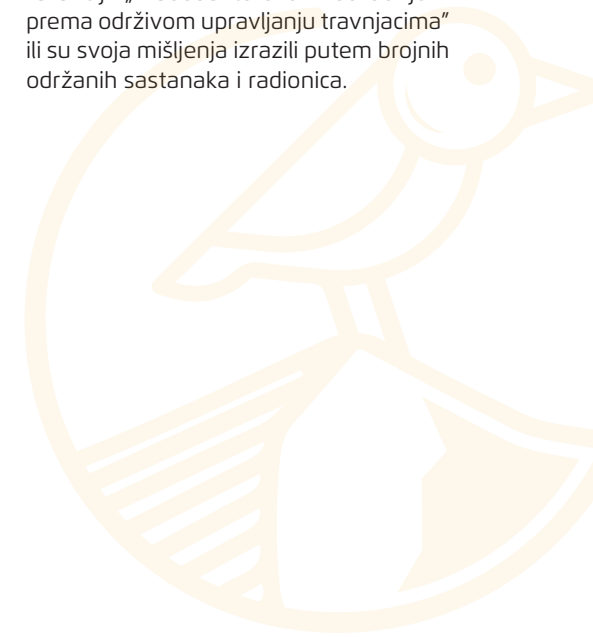 prema održivom upravljanju travnjacima”
ili su svoja mišljenja izrazili putem brojnih
održanih sastanaka i radionica.